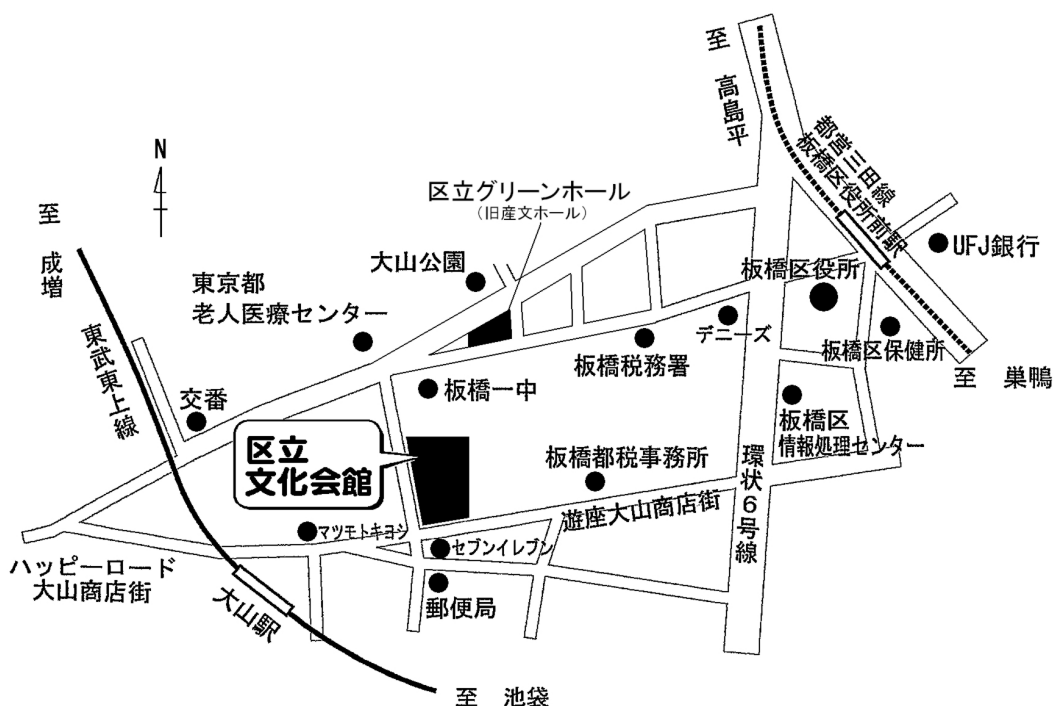 至 高島平
都営三田線
板橋区役所前駅
N
区立グリーンホール
(旧産文ホール)
至 成増
UFJ銀行
大山公園
板橋区役所
東京都
老人医療センター
デニーズ
板橋税務署
板橋区保健所
東武東上線
至 巣鴨
交番
板橋一中
板橋区
情報処理センター
区立
文化会館
板橋都税事務所
環状6号線
遊座大山商店街
マツモトキヨシ
セブンイレブン
ハッピーロード
大山商店街
大山駅
郵便局
至 池袋